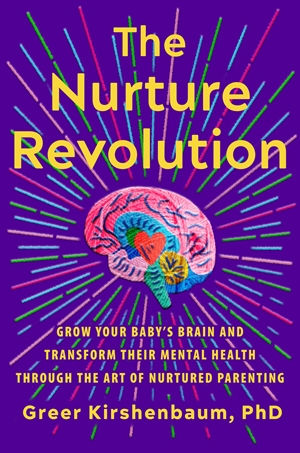 The
Nurture
Revolution
GROW YOUR BABY'S BRAIN AND
TRANSFORM THEIR MENTAL HEALTH
THROUGH THE ART OF NURTURED PARENTING
Greer Kirshenbaum, PhD